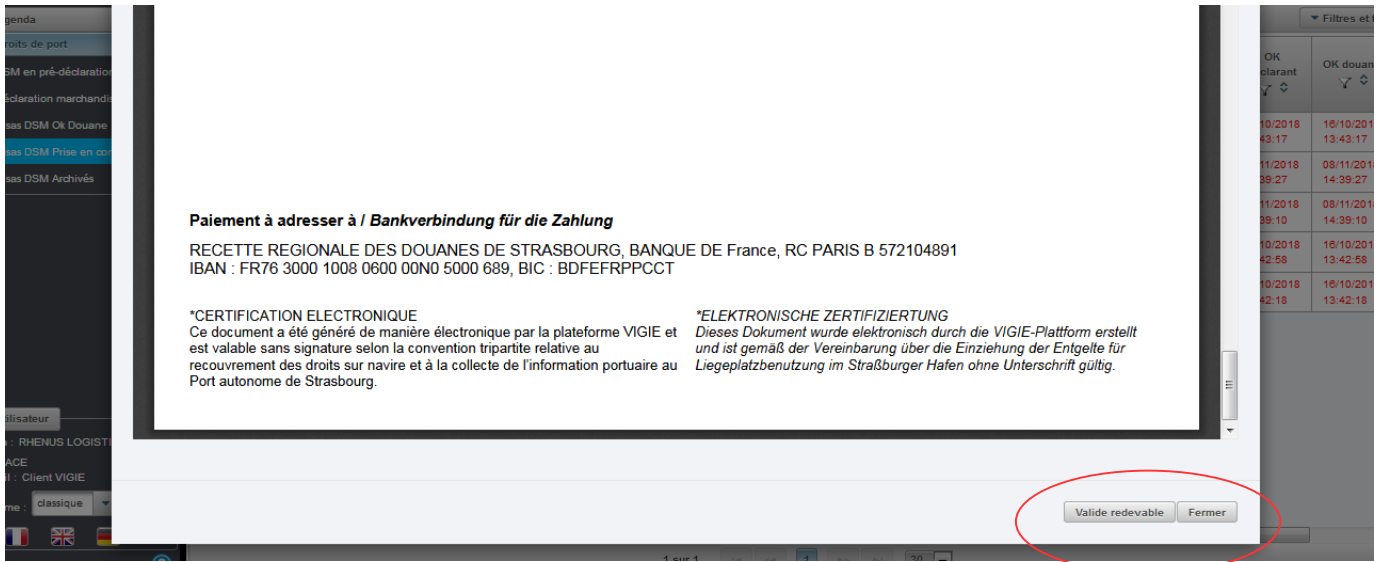 genda
Filtres et t
roits de port
SM en pré-déclaration
éclaration marchandis
sas DSM Ok Douane
sas DSM Prise en con
sas DSM Archivés
OK
clarant
OK douan
10/2018
43:17
16/10/201
13:43:17
11/2018
39:27
08/11/201
14:39:27
11/2018
39:10
08/11/201
14:39:10
10/2018
42:58
16/10/201
13:42:58
10/2018
42:18
16/10/201
13:42:18
Paiement à adresser à / Bankverbindung für die Zahlung
RECETTE REGIONALE DES DOUANES DE STRASBOURG, BANQUE DE France, RC PARIS B 572104891
IBAN : FR76 3000 1008 0600 00N0 5000 689, BIC : BDFEFRPPCCT
*CERTIFICATION ELECTRONIQUE
Ce document a été généré de manière électronique par la plateforme VIGIE et
est valable sans signature selon la convention tripartite relative au
recouvrement des droits sur navire et à la collecte de l'information portuaire au
Port autonome de Strasbourg.
*ELEKTRONISCHE ZERTIFIZIERTUNG
Dieses Dokument wurde elektronisch durch die VIGIE-Plattform erstellt
und ist gemäß der Vereinbarung über die Einziehung der Entgelte für
Liegeplatzbenutzung im Straßburger Hafen ohne Unterschrift gültig.
tilisateur
: RHENUS LOGISTI
ACE
il : Client VIGIE
me : classique
Valide redevable
Fermer
1 sur 1
1
20